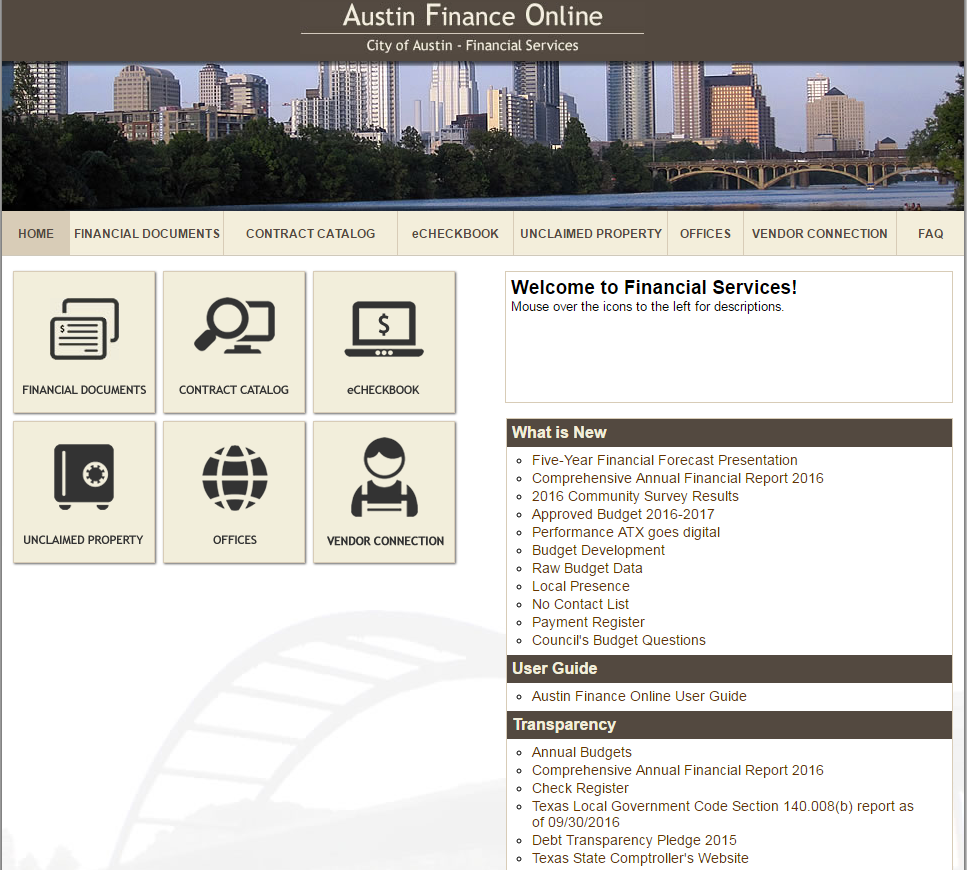 Austin Finance Online
City of Austin - Financial Services
HOME FINANCIAL DOCUMENTS CONTRACT CATALOG eCHECKBOOK UNCLAIMED PROPERTY OFFICES VENDOR CONNECTION FAQ
$
$
FINANCIAL DOCUMENTS CONTRACT CATALOG eCHECKBOOK
UNCLAIMED PROPERTY OFFICES VENDOR CONNECTION
Welcome to Financial Services!
Mouse over the icons to the left for descriptions.
What is New
Five-Year Financial Forecast Presentation
Comprehensive Annual Financial Report 2016
2016 Community Survey Results
Approved Budget 2016-2017
Performance ATX goes digital
Budget Development
Raw Budget Data
Local Presence
No Contact List
Payment Register
Council's Budget Questions
User Guide
Austin Finance Online User Guide
Transparency
Annual Budgets
Comprehensive Annual Financial Report 2016
Check Register
Texas Local Government Code Section 140.008(b) report as
of 09/30/2016
Debt Transparency Pledge 2015
Texas State Comptroller's Website